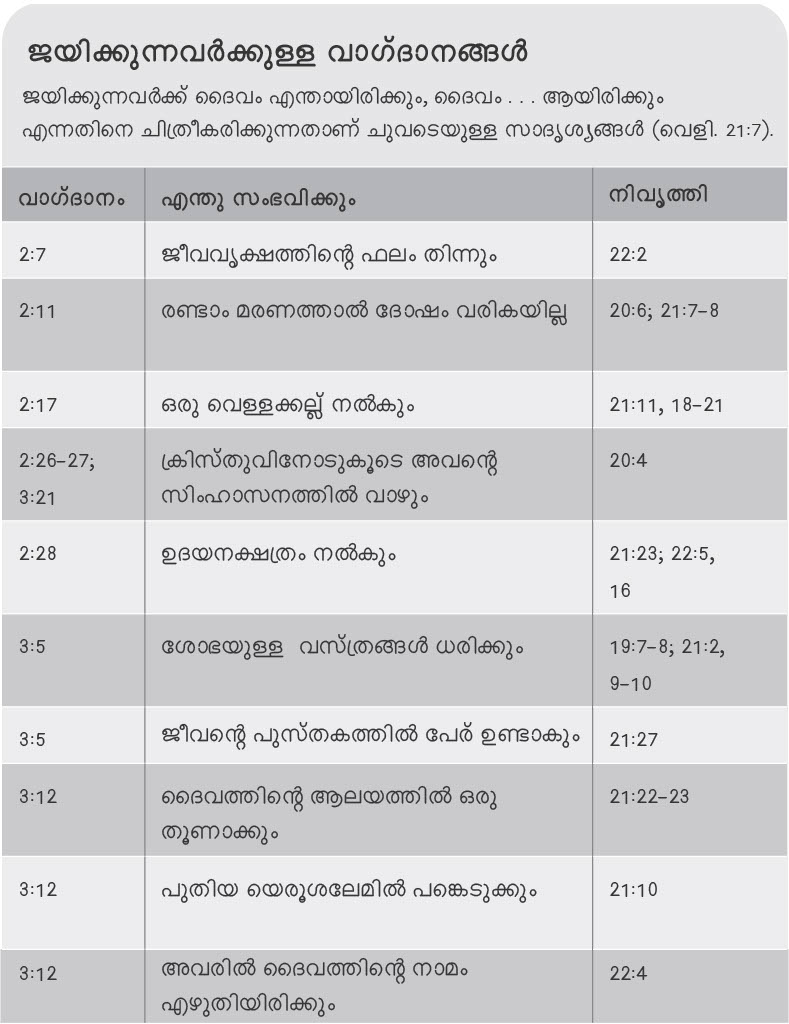 ജയിക്കുന്നവർക്കുള്ള വാഗ്ദാനങ്ങൾ
ജയിക്കുന്നവർക്ക് ദൈവം എന്തായിരിക്കും, ദൈവം . . . ആയിരിക്കും
എന്നതിനെ ചിത്രീകരിക്കുന്നതാണ് ചുവടെയുള്ള സാദൃശ്യങ്ങൾ (വെളി. 21:7).
വാഗ്ദാനം എന്തു സംഭവിക്കും നിവൃത്തി
2:7 ജീവവൃക്ഷത്തിന്റെ ഫലം തിന്നും 22:2
2:11 രണ്ടാം മരണത്താൽ ദോഷം വരികയില്ല 20:6; 21:7–8
2:17 ഒരു വെള്ളക്കല്ല് നൽകും 21:11, 18–21
2:26–27; ക്രിസ്തുവിനോടുകൂടെ അവന്റെ 20:4
3:21 സിംഹാസനത്തിൽ വാഴും
2:28 ഉദയനക്ഷത്രം നൽകും 21:23; 22:5,
16
3:5 ശോഭയുള്ള വസ്ത്രങ്ങൾ ധരിക്കും 19:7–8; 21:2,
9–10
3:5 ജീവന്റെ പുസ്തകത്തിൽ പേര് ഉണ്ടാകും 21:27
3:12 ദൈവത്തിന്റെ ആലയത്തിൽ ഒരു 21:22–23
തൂണാക്കും
3:12 പുതിയ യെരൂശലേമിൽ പങ്കെടുക്കും 21:10
3:12 അവരിൽ ദൈവത്തിന്റെ നാമം 22:4
എഴുതിയിരിക്കും